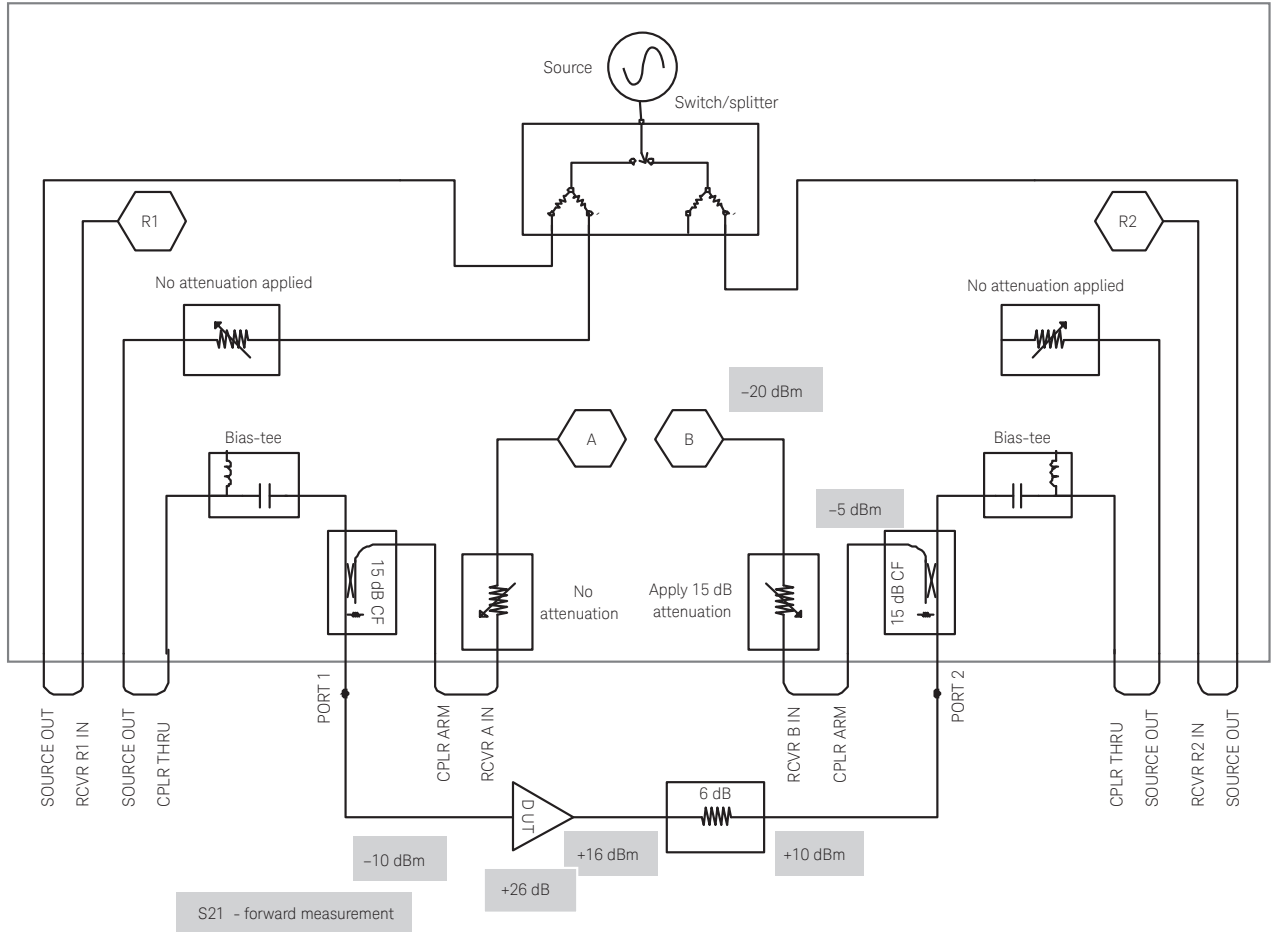 Source
Switch/splitter
R1
R2
No attenuation applied
No attenuation applied
–20 dBm
Bias-tee
A
B
Bias-tee
–5 dBm
15 dB CF
No
attenuation
Apply 15 dB
attenuation
15 dB CF
PORT 1
PORT 2
SOURCE OUT
RCVR R1 IN
SOURCE OUT
CPLR THRU
CPLR ARM
RCVR A IN
RCVR B IN
CPLR ARM
CPLR THRU
SOURCE OUT
RCVR R2 IN
SOURCE OUT
DUT
6 dB
–10 dBm
+16 dBm
+10 dBm
+26 dB
S21 - forward measurement